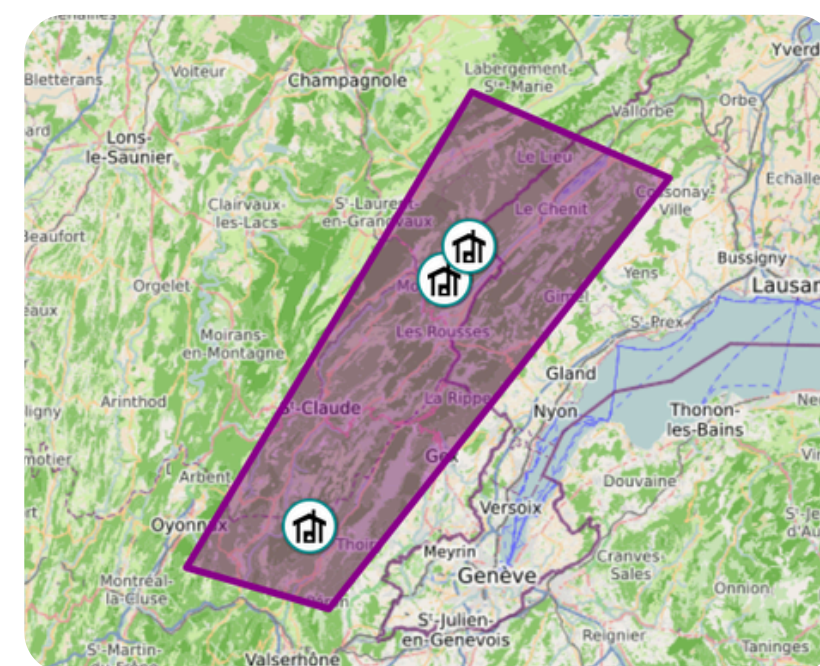 Yverd
Labergement-
Sᵗᵉ-Marie
Bletterans
Voiteur
Champagnole
Vallorbe
Orbe
Lons-
le-Saunier
Le Lieu
Echalle
Clairvaux-
les-Lacs
Sᵗ-Laurent-
en-Grandvaux
Le Chenit
Cossonay-
Ville
Beaufort
Bussigny
Orgelet
Yens
Lausan
Gimel
Moirans-
en-Montagne
Les Rousses
Sᵗ-Prex
Gland
Arinthod
Sᵗ-Claude
La Rippe
Nyon
Thonon-
les-Bains
Gex
Arbent
Douvaine
Oyonnax
Versoix
Thoiry
Meyrin
Cranves-
Sales
Genève
Montréal-
la-Cluse
Onnion
Sᵗ-Julien-
en-Genevois
Reignier
Sᵗ-Martin-
Valserhône
Taninges